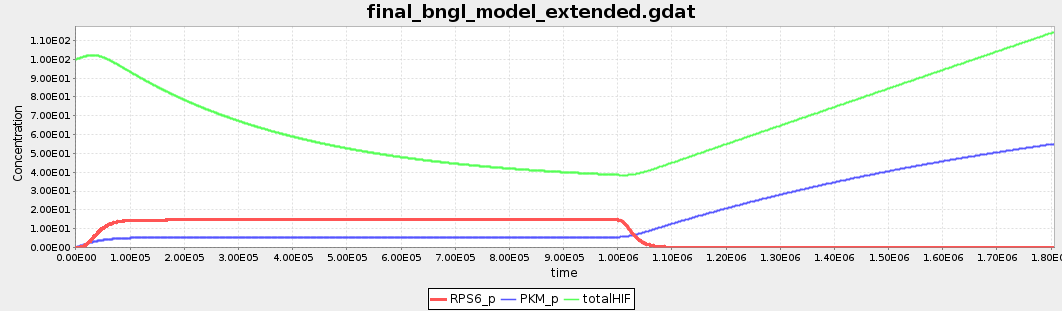 final_bngl_model_extended.gdat
Concentration
1.10E02
1.00E02
9.00E01
8.00E01
7.00E01
6.00E01
5.00E01
4.00E01
3.00E01
2.00E01
1.00E01
0.00E00
0.00E00 1.00E05 2.00E05 3.00E05 4.00E05 5.00E05 6.00E05 7.00E05 8.00E05 9.00E05 1.00E06 1.10E06 1.20E06 1.30E06 1.40E06 1.50E06 1.60E06 1.70E06 1.80E0
time
RPS6_p PKM_p totalHIF